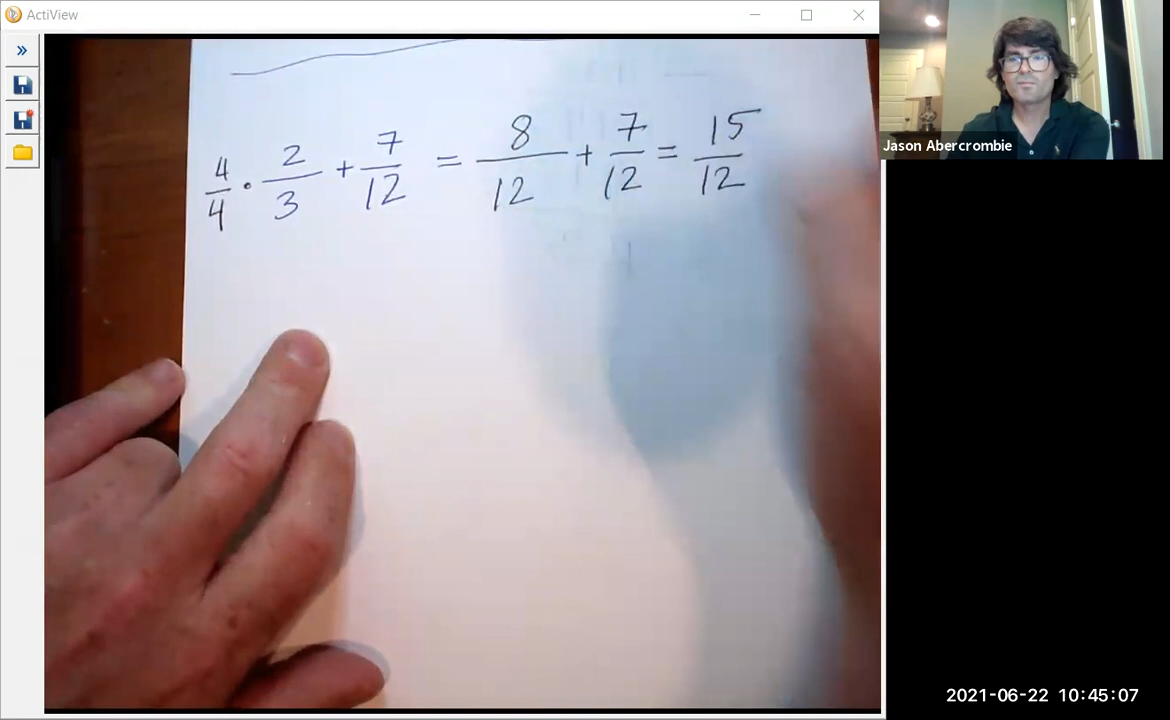 ActiView
4/4 · 2/3 + 7/12 = 8/12 + 7/12 = 15/12
Jason Abercrombie
2021-06-22 10:45:07